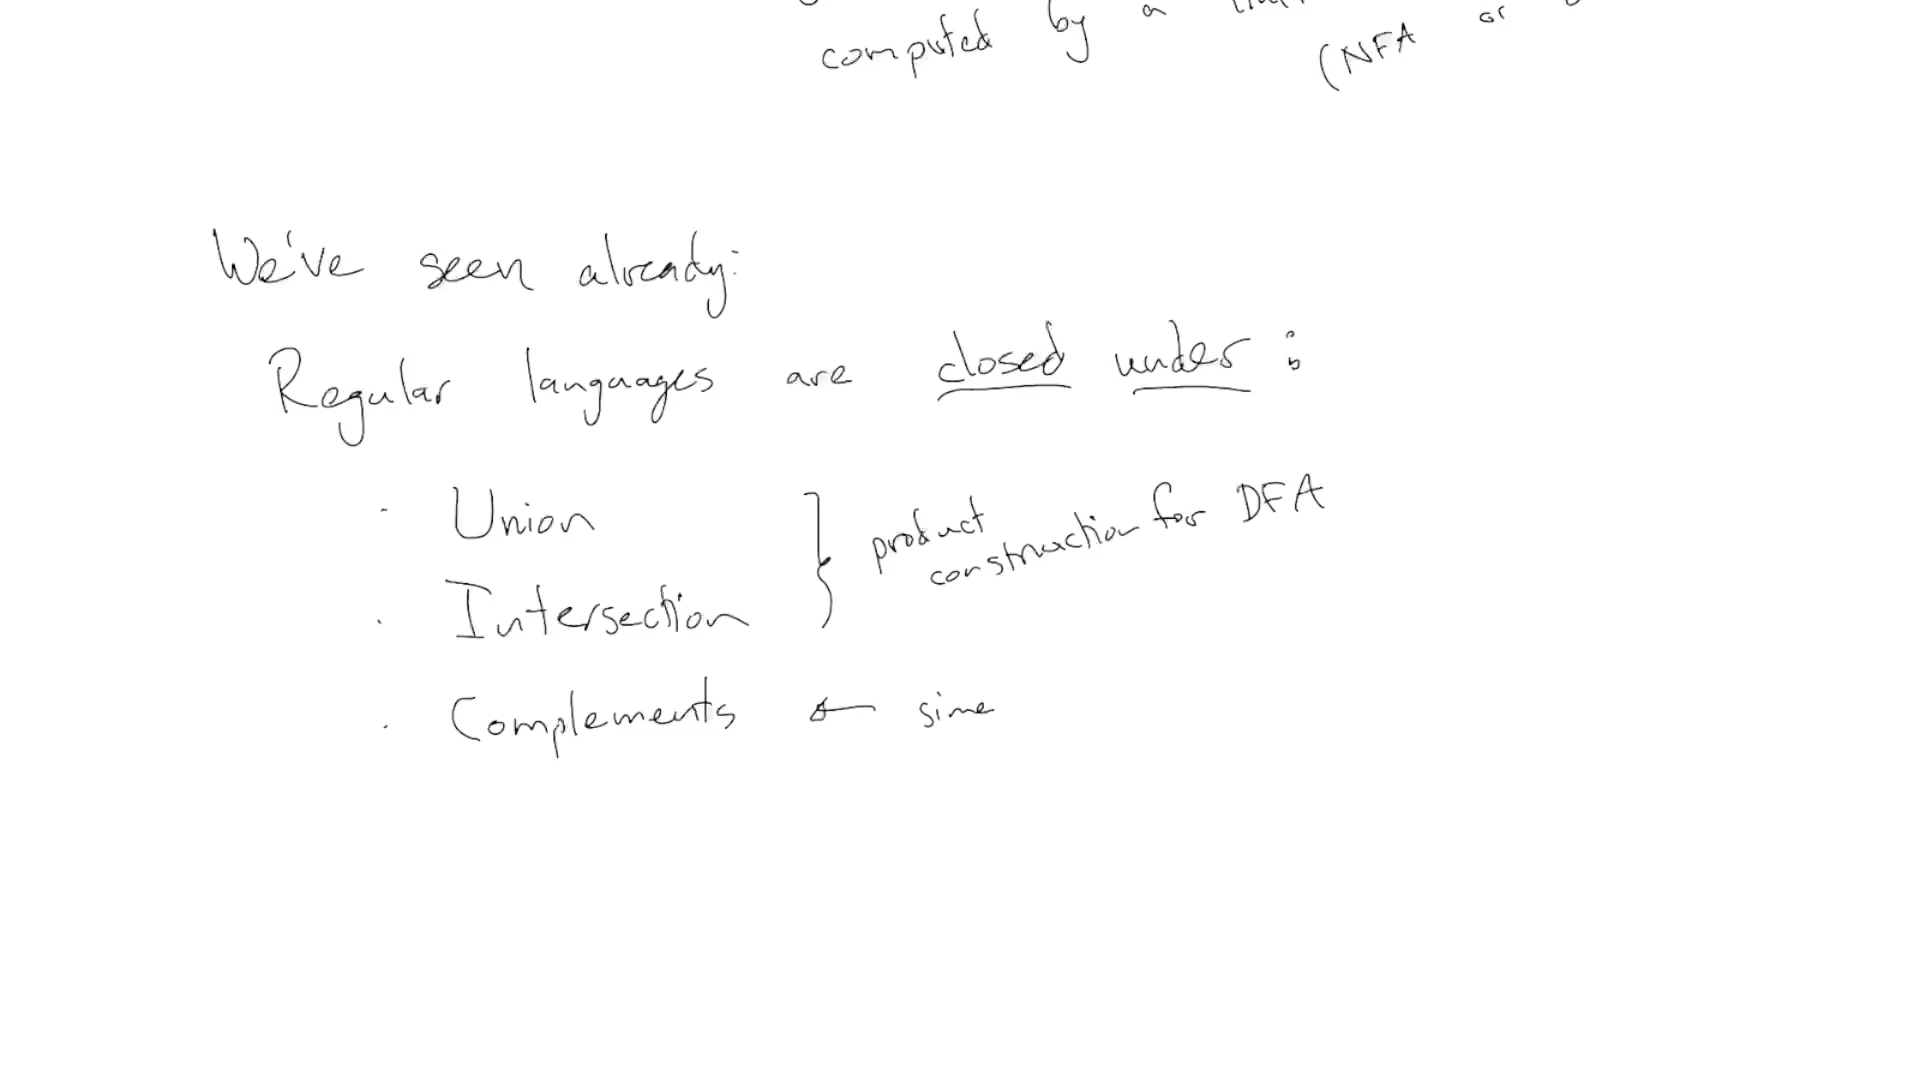 computed by a
(NFA or
We've seen already:
Regular languages are closed under :
· Union
product
construction for DFA
· Intersection
· Complements ← sime